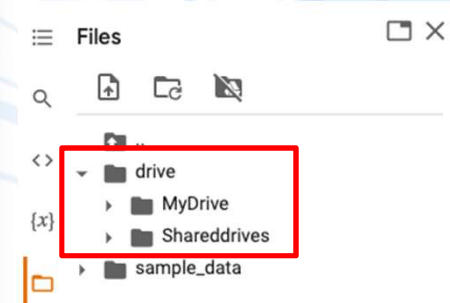 Files
..
<>
drive
{x}
MyDrive
Shareddrives
sample_data